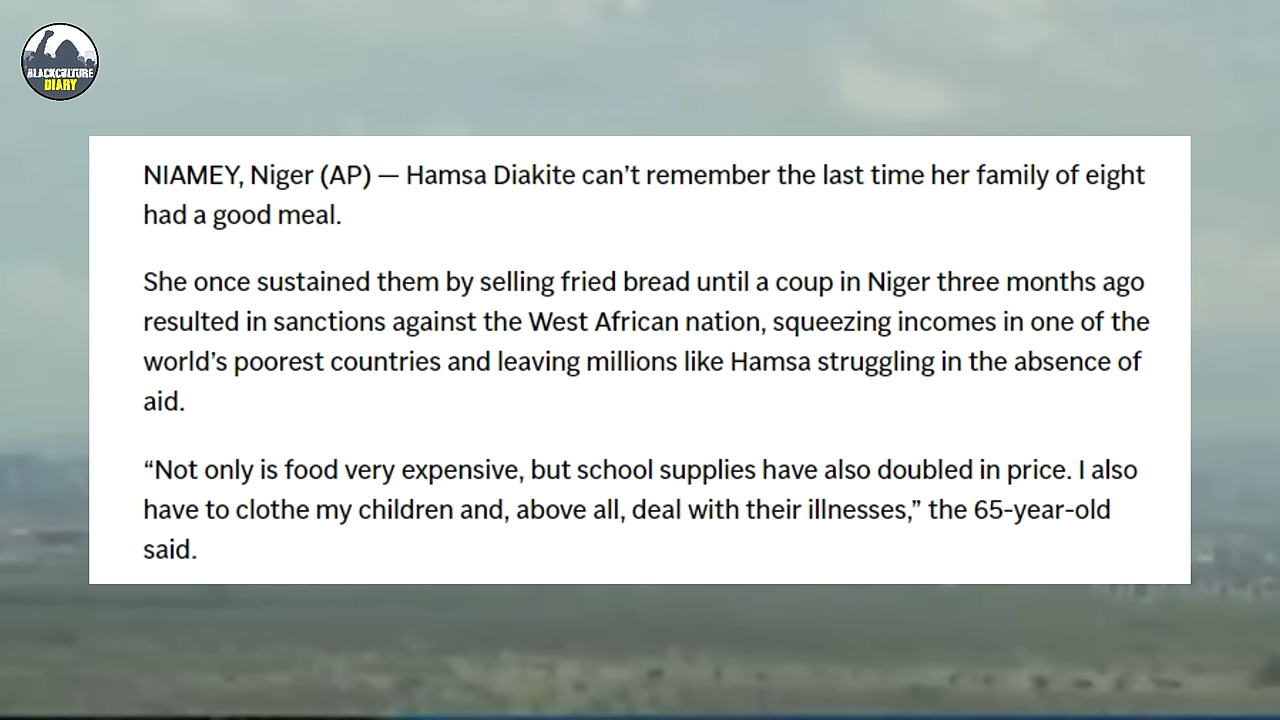 BLACKCULTURE
DIARY
NIAMEY, Niger (AP) — Hamsa Diakite can’t remember the last time her family of eight
had a good meal.
She once sustained them by selling fried bread until a coup in Niger three months ago
resulted in sanctions against the West African nation, squeezing incomes in one of the
world’s poorest countries and leaving millions like Hamsa struggling in the absence of
aid.
“Not only is food very expensive, but school supplies have also doubled in price. I also
have to clothe my children and, above all, deal with their illnesses,” the 65-year-old
said.